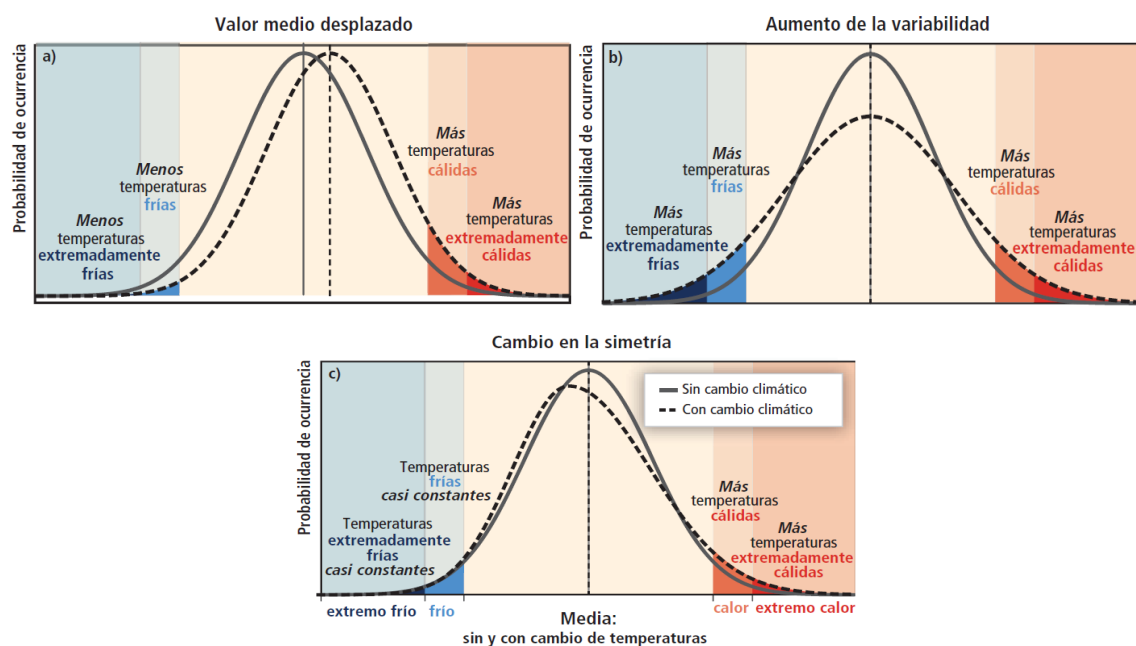 Valor medio desplazado
a)
Probabilidad de ocurrencia
Menos
temperaturas
frías
Menos
temperaturas
extremadamente
frías
Más
temperaturas
cálidas
Más
temperaturas
extremadamente
cálidas
Aumento de la variabilidad
b)
Probabilidad de ocurrencia
Más
temperaturas
frías
Más
temperaturas
extremadamente
frías
Más
temperaturas
cálidas
Más
temperaturas
extremadamente
cálidas
Cambio en la simetría
c)
Probabilidad de ocurrencia
Sin cambio climático
Con cambio climático
Temperaturas
frías
casi constantes
Temperaturas
extremadamente
frías
casi constantes
Más
temperaturas
cálidas
Más
temperaturas
extremadamente
cálidas
extremo frío
frío
calor
extremo calor
Media:
sin y con cambio de temperaturas